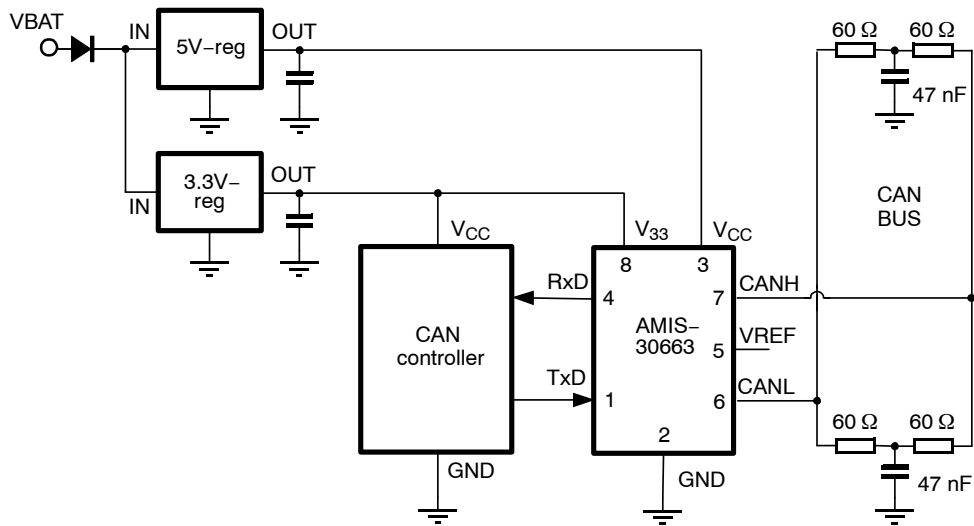 VBAT
IN
5V–reg
OUT
60 Ω
60 Ω
47 nF
3.3V–
reg
OUT
IN
CAN
BUS
VCC
V33
VCC
8
3
RxD
4
7
CANH
CAN
controller
AMIS–
30663
5
VREF
TxD
1
6
CANL
2
60 Ω
60 Ω
GND
GND
47 nF